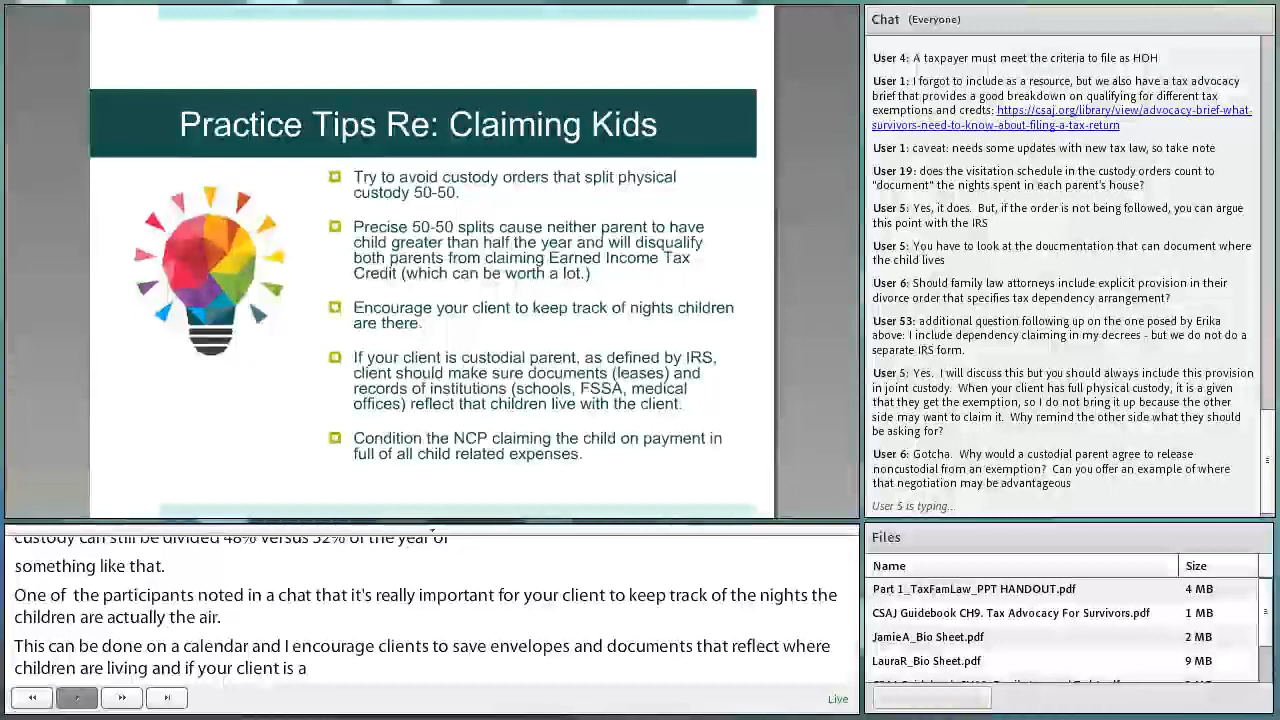 Practice Tips Re: Claiming Kids
Try to avoid custody orders that split physical
custody 50-50.
Precise 50-50 splits cause neither parent to have
child greater than half the year and will disqualify
both parents from claiming Earned Income Tax
Credit (which can be worth a lot.)
Encourage your client to keep track of nights children
are there.
If your client is custodial parent, as defined by IRS,
client should make sure documents (leases) and
records of institutions (schools, FSSA, medical
offices) reflect that children live with the client.
Condition the NCP claiming the child on payment in
full of all child related expenses.
custody can still be divided 48% versus 52% of the year or
something like that.
One of  the participants noted in a chat that it's really important for your client to keep track of the nights the
children are actually the air.
This can be done on a calendar and I encourage clients to save envelopes and documents that reflect where
children are living and if your client is a
Live
Chat (Everyone)
User 4: A taxpayer must meet the criteria to file as HOH
User 1: I forgot to include as a resource, but we also have a tax advocacy
brief that provides a good breakdown on qualifying for different tax
exemptions and credts: https://csaj.org/library/view/advocacy-brief-what-
survivors-need-to-know-about-filing-a-tax-return
User 1: caveat: needs some updates with new tax law, so take note
User 19: does the visitation schedule in the custody orders count to
"document" the nights spent in each parent's house?
User 5: Yes, it does.  But, if the order is not being followed, you can argue
this point with the IRS
User 5: You have to look at the doucmentation that can document where
the child lives
User 6: Should family law attorneys include explicit provision in their
divorce order that specifies tax dependency arrangement?
User 53: additional question following up on the one posed by Erika
above: I include dependency claiming in my decrees - but we do not do a
separate IRS form.
User 5: Yes.  I will discuss this but you should always include this provision
in joint custody.  When your client has full physical custody, it is a given
that they get the exemption, so I do not bring it up because the other
side may want to claim it.  Why remind the other side what they should
be asking for?
User 6: Gotcha.  Why would a custodial parent agree to release
noncustodial from an exemption?  Can you offer an example of where
that negotiation may be advantageous
User 5 is typing...
Files
Name Size
Part 1_TaxFamLaw_PPT HANDOUT.pdf 4 MB
CSAJ Guidebook CH9. Tax Advocacy For Survivors.pdf 1 MB
JamieA_Bio Sheet.pdf 2 MB
LauraR_Bio Sheet.pdf 9 MB